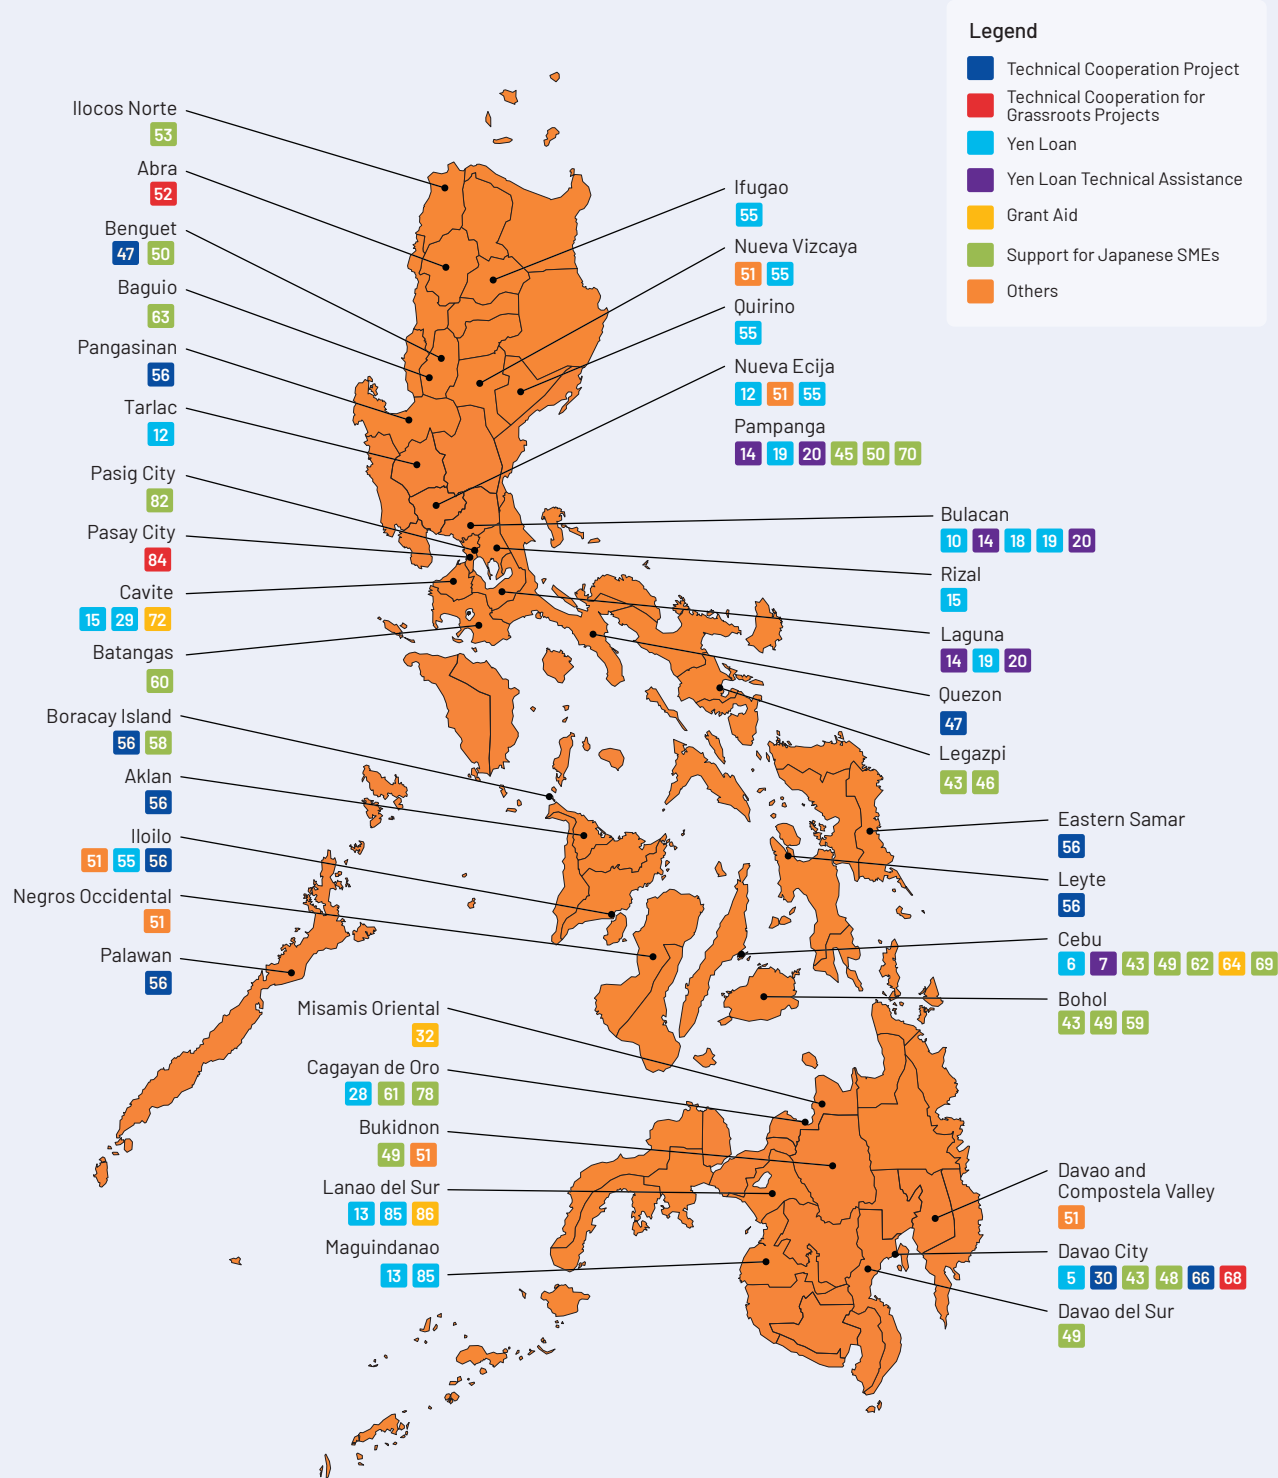 Legend
Technical Cooperation Project
Technical Cooperation for
Grassroots Projects
Yen Loan
Yen Loan Technical Assistance
Grant Aid
Support for Japanese SMEs
Others
Ilocos Norte
53
Abra
52
Benguet
47 50
Baguio
63
Pangasinan
56
Tarlac
12
Pasig City
82
Pasay City
84
Cavite
15 29 72
Batangas
60
Boracay Island
56 58
Aklan
56
Iloilo
51 55 56
Negros Occidental
51
Palawan
56
Misamis Oriental
32
Cagayan de Oro
28 61 78
Bukidnon
49 51
Lanao del Sur
13 85 86
Maguindanao
13 85
Ifugao
55
Nueva Vizcaya
51 55
Quirino
55
Nueva Ecija
12 51 55
Pampanga
14 19 20 45 50 70
Bulacan
10 14 18 19 20
Rizal
15
Laguna
14 19 20
Quezon
47
Legazpi
43 46
Eastern Samar
56
Leyte
56
Cebu
6 7 43 49 62 64 69
Bohol
43 49 59
Davao and
Compostela Valley
51
Davao City
5 30 43 48 66 68
Davao del Sur
49